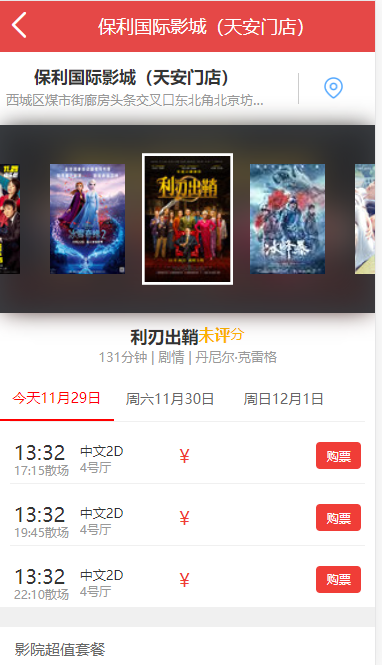 保利国际影城（天安门店）
保利国际影城（天安门店）
西城区煤市街廊房头条交叉口东北角北京坊...
冰雪奇缘2
利刃出鞘
冰峰暴
利刃出鞘未评分
131分钟 | 剧情 | 丹尼尔·克雷格
今天11月29日 周六11月30日 周日12月1日
13:32 中文2D ¥ 购票
17:15散场 4号厅
13:32 中文2D ¥ 购票
19:45散场 4号厅
13:32 中文2D ¥ 购票
22:10散场 4号厅
影院超值套餐